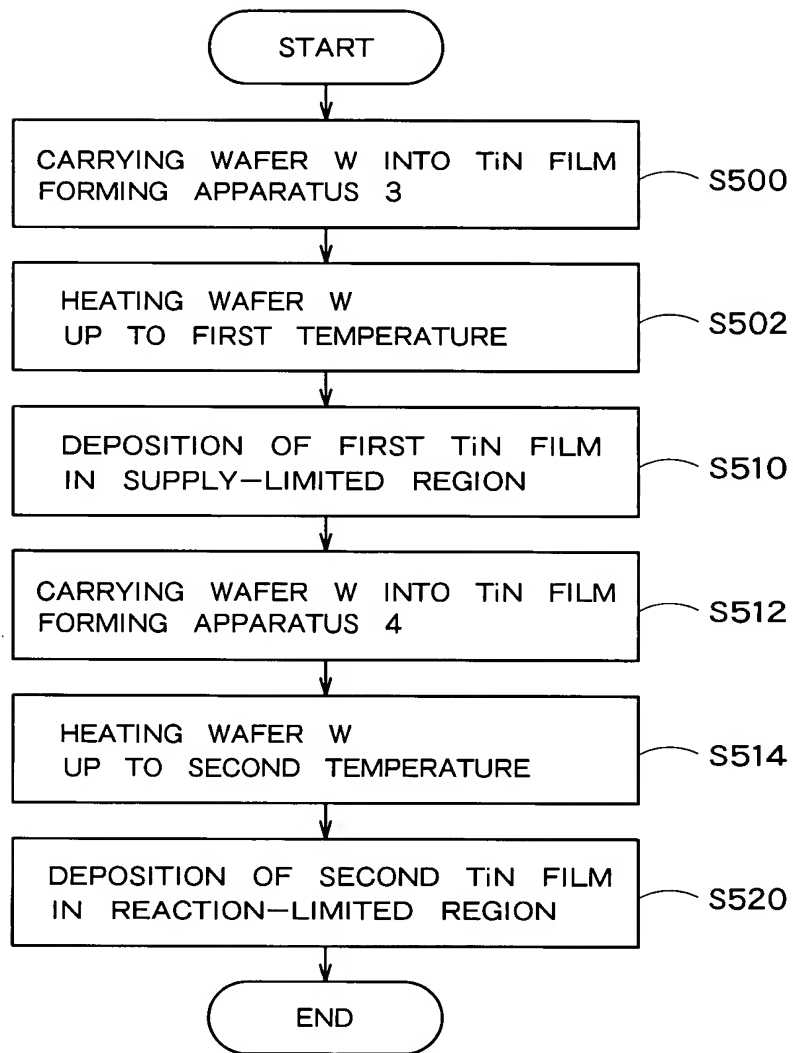 START
CARRYING WAFER W INTO TiN FILM
FORMING APPARATUS 3
S500
HEATING WAFER W
UP TO FIRST TEMPERATURE
S502
DEPOSITION OF FIRST TiN FILM
IN SUPPLY-LIMITED REGION
S510
CARRYING WAFER W INTO TiN FILM
FORMING APPARATUS 4
S512
HEATING WAFER W
UP TO SECOND TEMPERATURE
S514
DEPOSITION OF SECOND TiN FILM
IN REACTION-LIMITED REGION
S520
END